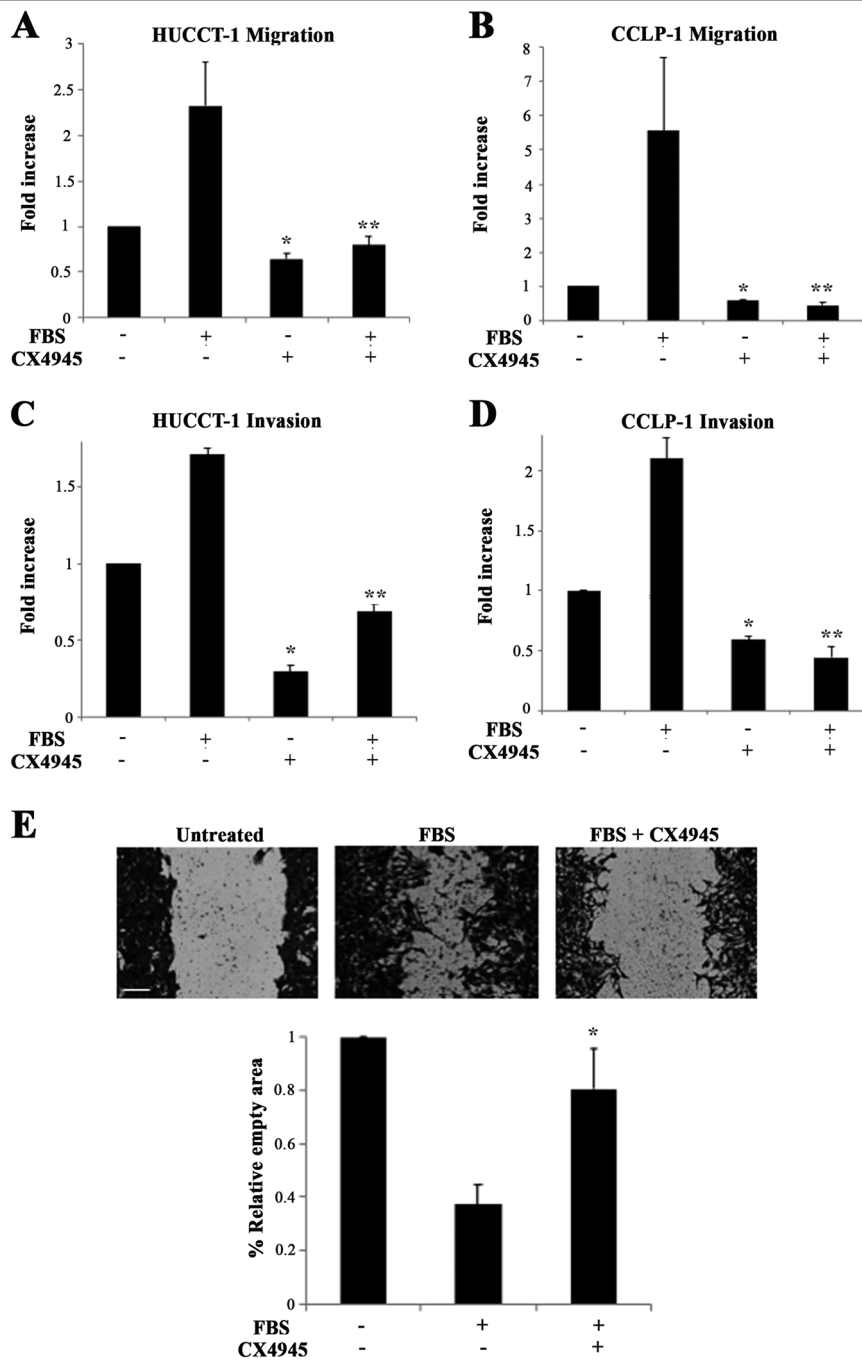 A
HUCCT-1 Migration
3
2.5
2
1.5
1
0.5
0
Fold increase
*
**
FBS - + - +
CX4945 - - + +
B
CCLP-1 Migration
8
7
6
5
4
3
2
1
0
Fold increase
*
**
- + - +
- - + +
C
HUCCT-1 Invasion
1.5
1
0.5
0
Fold increase
*
**
FBS - + - +
CX4945 - - + +
D
CCLP-1 Invasion
2
1.5
1
0.5
0
Fold increase
*
**
FBS - + - +
CX4945 - - + +
E
Untreated FBS FBS + CX4945
1
0.8
0.6
0.4
0.2
0
% Relative empty area
*
FBS - + +
CX4945 - - +